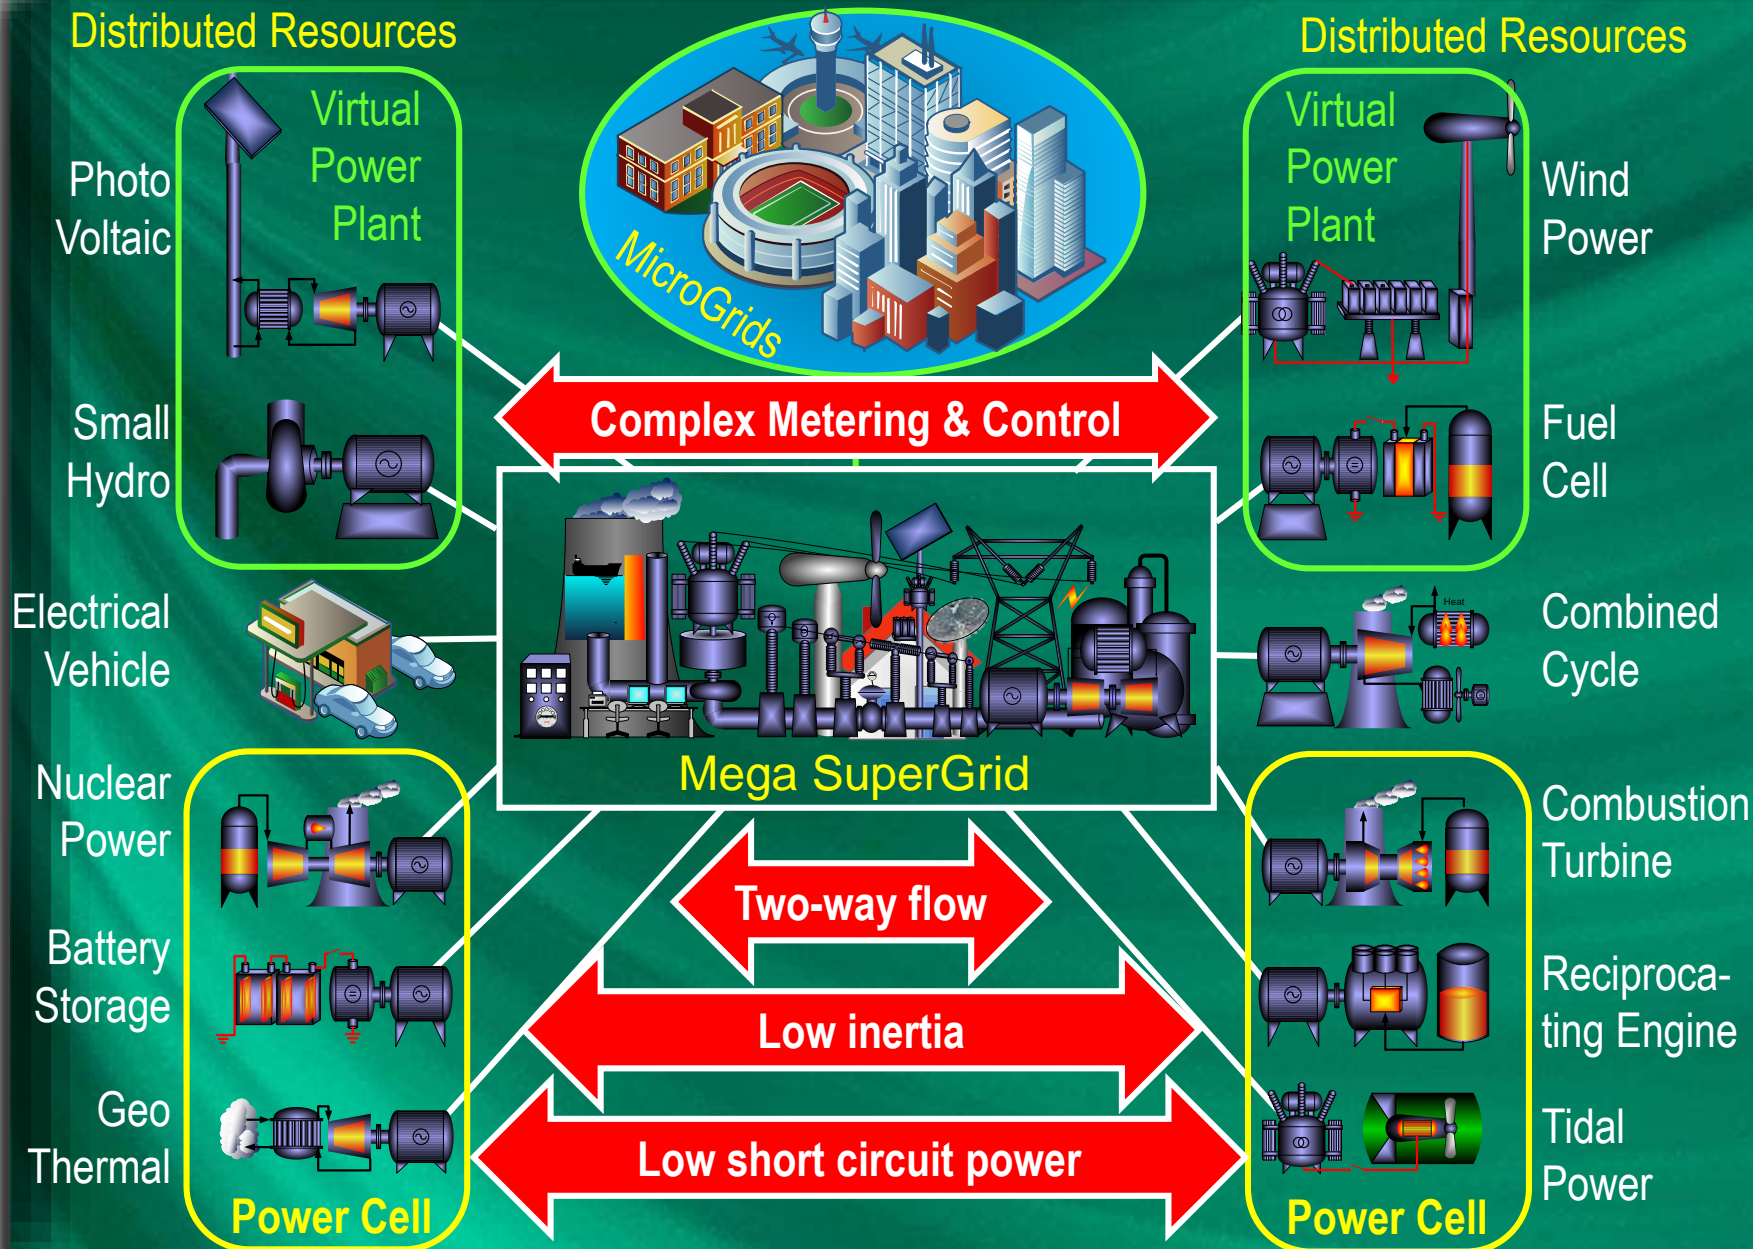 Distributed Resources
Distributed Resources
Virtual
Power
Plant
Photo
Voltaic
Small
Hydro
MicroGrids
Virtual
Power
Plant
Wind
Power
Fuel
Cell
Complex Metering & Control
Electrical
Vehicle
Mega SuperGrid
Heat
Combined
Cycle
Nuclear
Power
Battery
Storage
Geo
Thermal
Power Cell
Two-way flow
Low inertia
Low short circuit power
Combustion
Turbine
Reciproca-
ting Engine
Tidal
Power
Power Cell